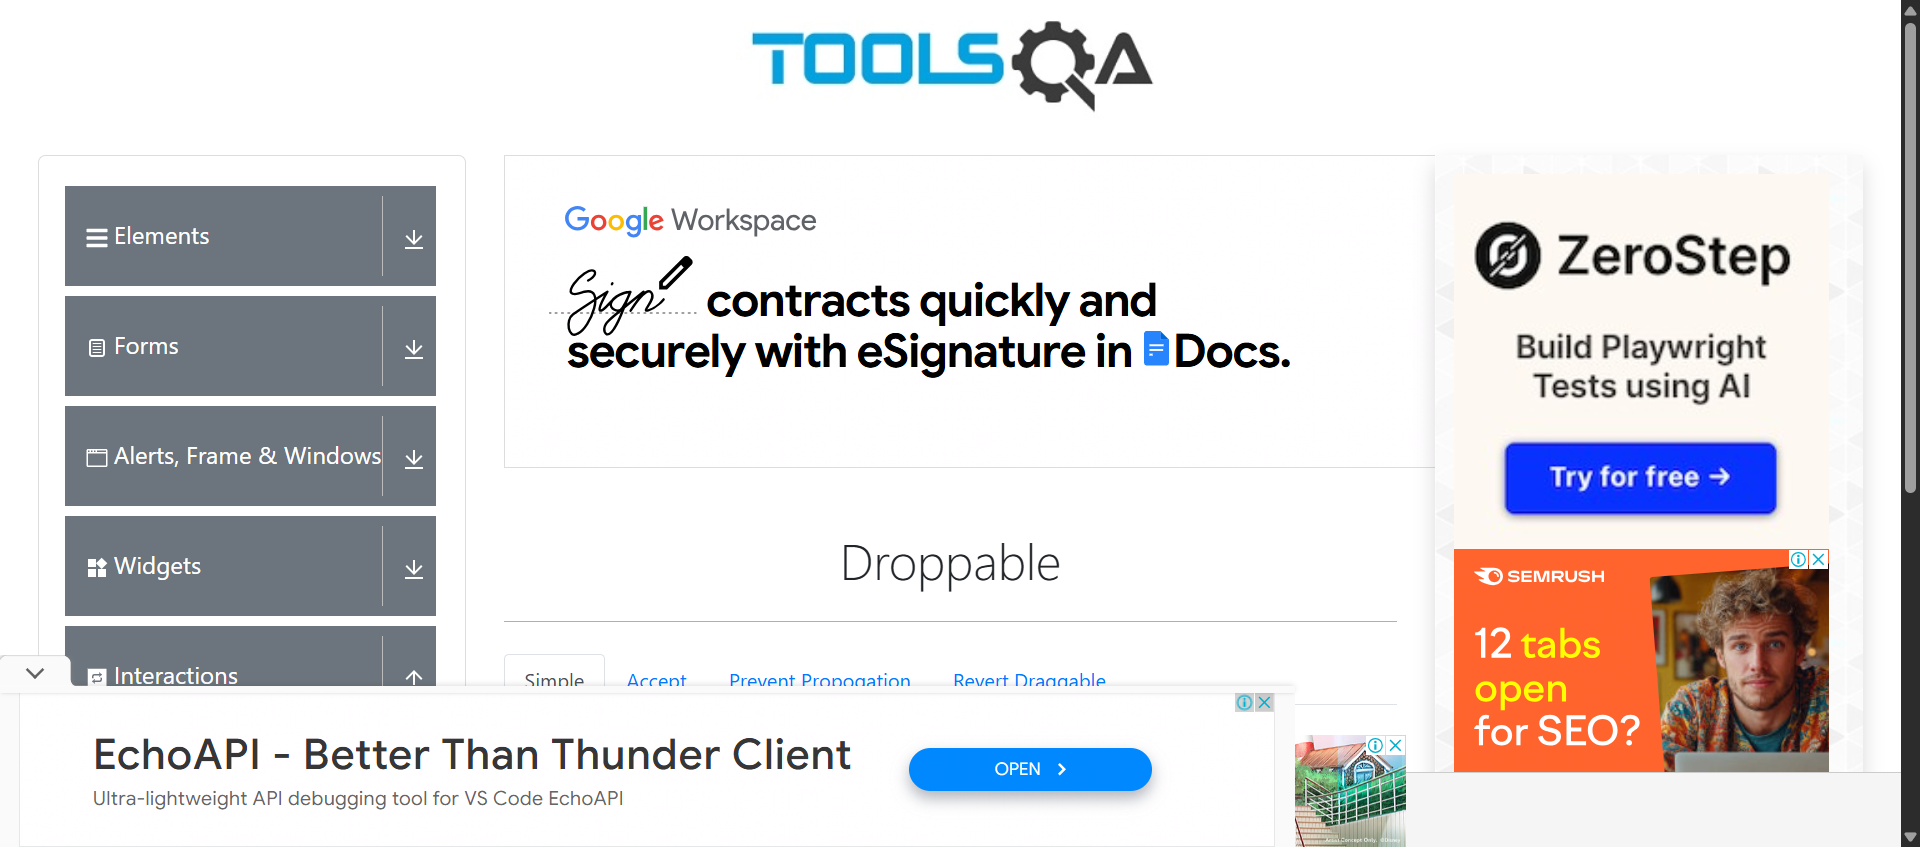 TOOLSQA
Elements
Forms
Alerts, Frame & Windows
Widgets
Interactions
Google Workspace
Sign contracts quickly and
securely with eSignature in Docs.
Droppable
Simple
Accept
Prevent Propogation
Revert Draggable
ZeroStep
Build Playwright
Tests using AI
Try for free →
SEMRUSH
12 tabs
open
for SEO?
EchoAPI - Better Than Thunder Client
Ultra-lightweight API debugging tool for VS Code EchoAPI
OPEN